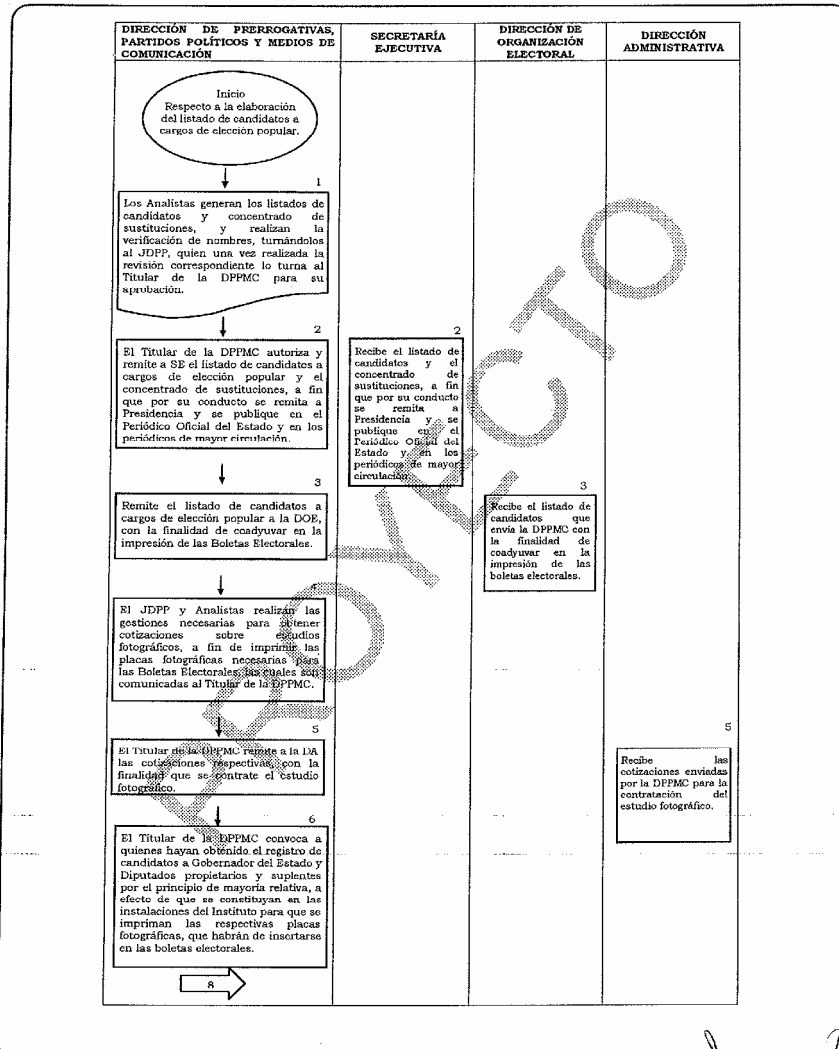 DIRECCIÓN DE PRERROGATIVAS,
PARTIDOS POLÍTICOS Y MEDIOS DE
COMUNICACIÓN
SECRETARÍA
EJECUTIVA
DIRECCIÓN DE
ORGANIZACIÓN
ELECTORAL
DIRECCIÓN
ADMINISTRATIVA
Inicio
Respecto a la elaboración
del listado de candidatos a
cargos de elección popular.
1
Los Analistas generan los listados de
candidatos y concentrado de
sustituciones, y realizan la
verificación de nombres, turnándolos
al JDPP, quien una vez realizada la
revisión correspondiente lo turna al
Titular de la DPPMC para su
aprobación.
2
El Titular de la DPPMC autoriza y
remite a SE el listado de candidatos a
cargos de elección popular y el
concentrado de sustituciones, a fin
que por su conducto se remita a
Presidencia y se publique en el
Periódico Oficial del Estado y en los
periódicos de mayor circulación.
2
Recibe el listado de
candidatos y el
concentrado de
sustituciones, a fin
que por su conducto
se remita a
Presidencia y se
publique en el
Periódico Oficial del
Estado y en los
periódicos de mayor
circulación.
3
Remite el listado de candidatos a
cargos de elección popular a la DOE,
con la finalidad de coadyuvar en la
impresión de las Boletas Electorales.
3
Recibe el listado de
candidatos que
envía la DPPMC con
la finalidad de
coadyuvar en la
impresión de las
boletas electorales.
4
El JDPP y Analistas realizan las
gestiones necesarias para obtener
cotizaciones sobre estudios
fotográficos, a fin de imprimir las
placas fotográficas necesarias para
las Boletas Electorales, las cuales son
comunicadas al Titular de la DPPMC.
5
El Titular de la DPPMC remite a la DA
las cotizaciones respectivas, con la
finalidad que se contrate el estudio
fotográfico.
5
Recibe las
cotizaciones enviadas
por la DPPMC para la
contratación del
estudio fotográfico.
6
El Titular de la DPPMC convoca a
quienes hayan obtenido el registro de
candidatos a Gobernador del Estado y
Diputados propietarios y suplentes
por el principio de mayoría relativa, a
efecto de que se constituyan en las
instalaciones del Instituto para que se
impriman las respectivas placas
fotográficas, que habrán de insertarse
en las boletas electorales.
8
PROYECTO